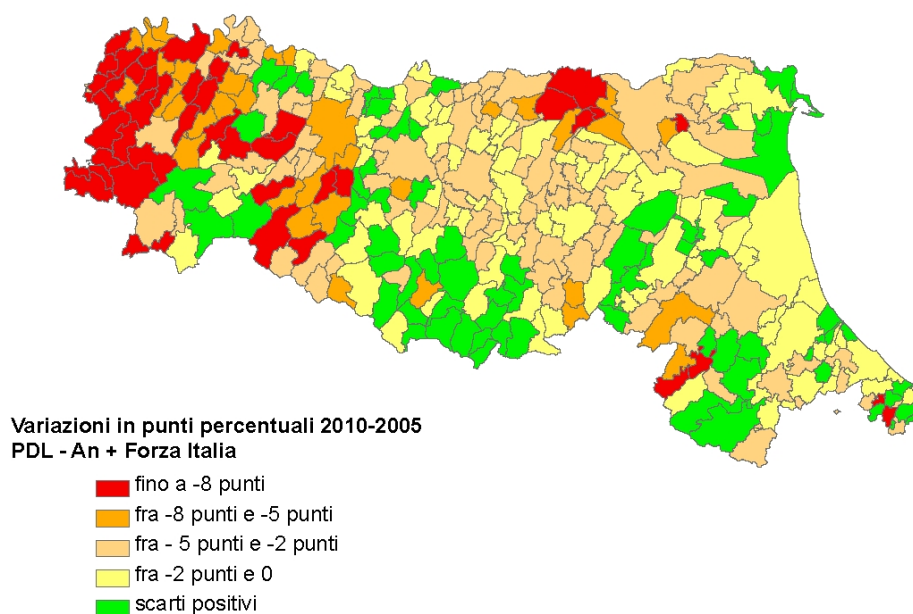 Variazioni in punti percentuali 2010-2005
PDL - An + Forza Italia
fino a -8 punti
fra -8 punti e -5 punti
fra - 5 punti e -2 punti
fra -2 punti e 0
scarti positivi